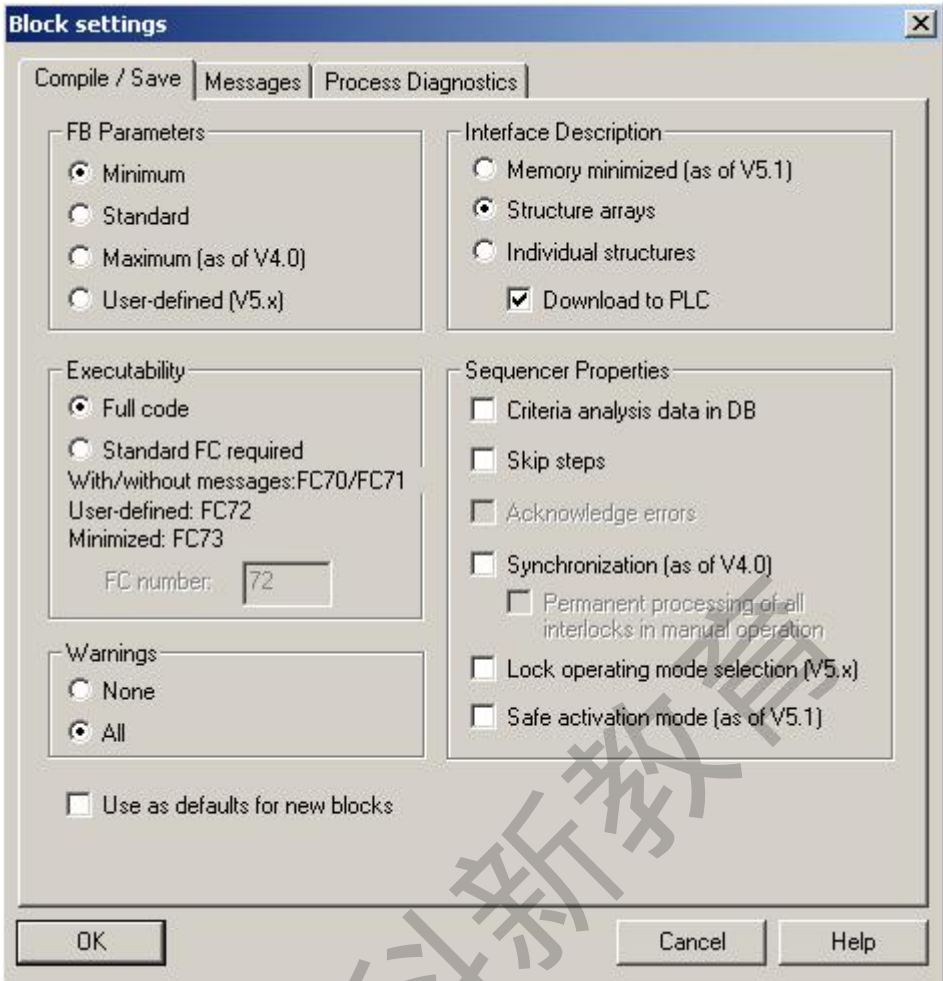 Block settings
Compile / Save
Messages
Process Diagnostics
FB Parameters
Minimum
Standard
Maximum (as of V4.0)
User-defined (V5.x)
Interface Description
Memory minimized (as of V5.1)
Structure arrays
Individual structures
Download to PLC
Executability
Full code
Standard FC required
With/without messages:FC70/FC71
User-defined: FC72
Minimized: FC73
FC number:
72
Sequencer Properties
Criteria analysis data in DB
Skip steps
Acknowledge errors
Synchronization (as of V4.0)
Permanent processing of all
interlocks in manual operation
Lock operating mode selection (V5.x)
Safe activation mode (as of V5.1)
Warnings
None
All
Use as defaults for new blocks
OK
Cancel
Help
科新教育